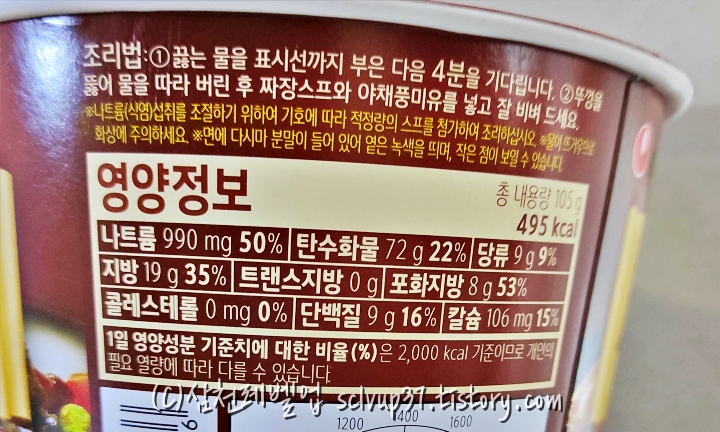 조리법:①끓는 물을 표시선까지 부은 다음 4분을 기다립니다. ②뚜껑을
뚫어 물을 따라 버린 후 짜장스프와 야채풍미유를 넣고 잘 비벼 드세요.
※나트륨(식염)섭취를 조절하기 위하여 기호에 따라 적정량의 스프를 첨가하여 조리하십시오. ※물이 뜨거우므로
화상에 주의하세요. ※면에 다시마 분말이 들어 있어 옅은 녹색을 띄며, 작은 점이 보일 수 있습니다.
영양정보
총 내용량 105 g
495 kcal
나트륨 990 mg 50% 탄수화물 72 g 22% 당류 9 g 9%
지방 19 g 35% 트랜스지방 0 g 포화지방 8 g 53%
콜레스테롤 0 mg 0% 단백질 9 g 16% 칼슘 106 mg 15%
1일 영양성분 기준치에 대한 비율(%)은 2,000 kcal 기준이므로 개인의
필요 열량에 따라 다를 수 있습니다
(C)삼천레벨업 sclvup37.tistory.com
1200 1400 1600